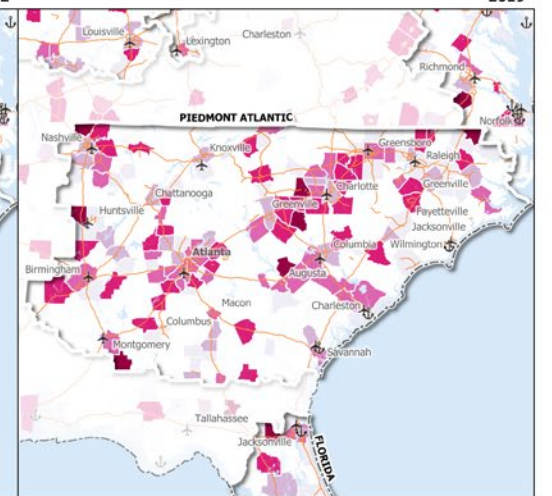 2019
Louisville
Lexington
Charleston
Richmond
PIEDMONT ATLANTIC
Norfolk
Nashville
Knoxville
Greensboro
Raleigh
Chattanooga
Charlotte
Greenville
Huntsville
Greenville
Fayetteville
Jacksonville
Atlanta
Columbia
Wilmington
Birmingham
Augusta
Macon
Charleston
Columbus
Montgomery
Savannah
Tallahassee
Jacksonville
FLORIDA